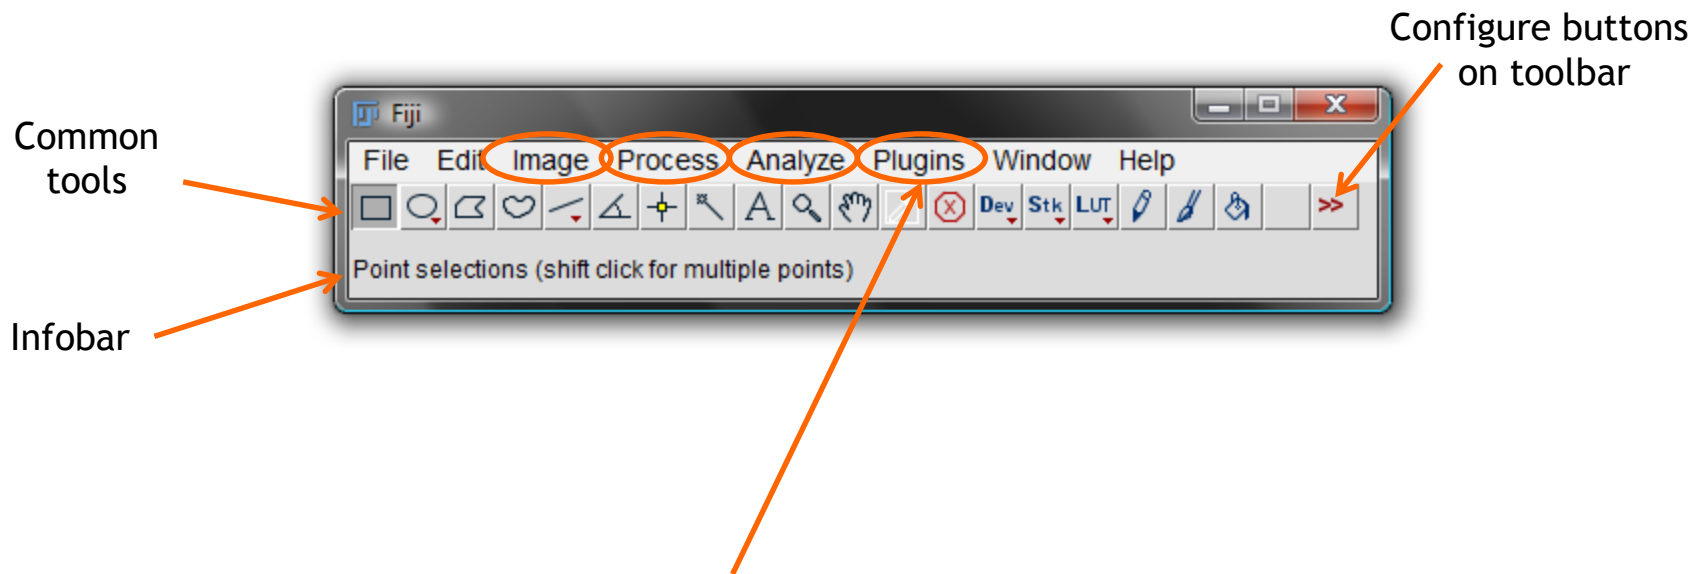 Configure buttons
on toolbar
Fiji
Common
tools
File Edit Image Process Analyze Plugins Window Help
A Dev Stk LUT >>
Point selections (shift click for multiple points)
Infobar